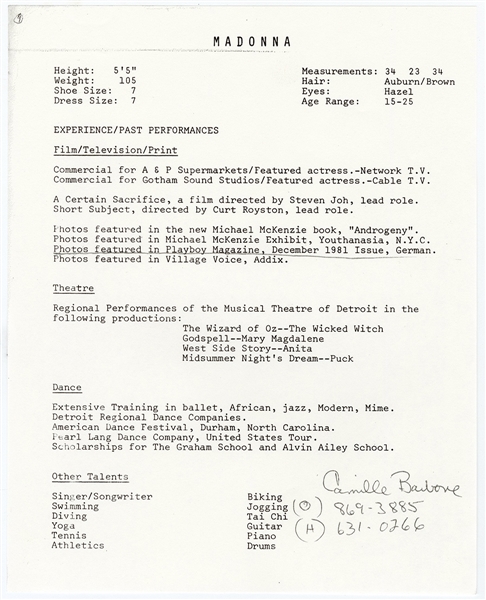 M A D O N N A
Height: 5'5" Measurements: 34 23 34
Weight: 105 Hair: Auburn/Brown
Shoe Size: 7 Eyes: Hazel
Dress Size: 7 Age Range: 15-25
EXPERIENCE/PAST PERFORMANCES
Film/Television/Print
Commercial for A & P Supermarkets/Featured actress.-Network T.V.
Commercial for Gotham Sound Studios/Featured actress.-Cable T.V.
A Certain Sacrifice, a film directed by Steven Joh, lead role.
Short Subject, directed by Curt Royston, lead role.
Photos featured in the new Michael McKenzie book, "Androgeny".
Photos featured in Michael McKenzie Exhibit, Youthanasia, N.Y.C.
Photos featured in Playboy Magazine, December 1981 Issue, German.
Photos featured in Village Voice, Addix.
Theatre
Regional Performances of the Musical Theatre of Detroit in the
following productions:
The Wizard of Oz--The Wicked Witch
Godspell--Mary Magdalene
West Side Story--Anita
Midsummer Night's Dream--Puck
Dance
Extensive Training in ballet, African, jazz, Modern, Mime.
Detroit Regional Dance Companies.
American Dance Festival, Durham, North Carolina.
Pearl Lang Dance Company, United States Tour.
Scholarships for The Graham School and Alvin Ailey School.
Other Talents
Singer/Songwriter Biking Camille Barbone
Swimming Jogging (O) 869-3885
Diving Tai Chi
Yoga Guitar (H) 631-0266
Tennis Piano
Athletics Drums